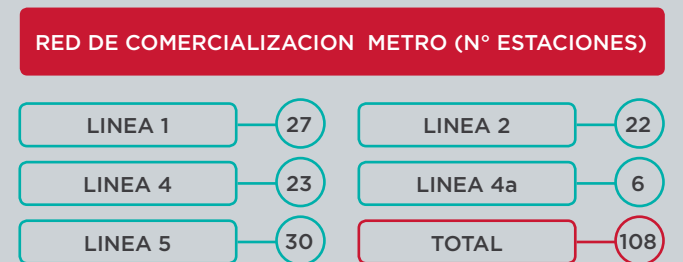 RED DE COMERCIALIZACION METRO (N° ESTACIONES)
LINEA 1 27
LINEA 2 22
LINEA 4 23
LINEA 4a 6
LINEA 5 30
TOTAL 108